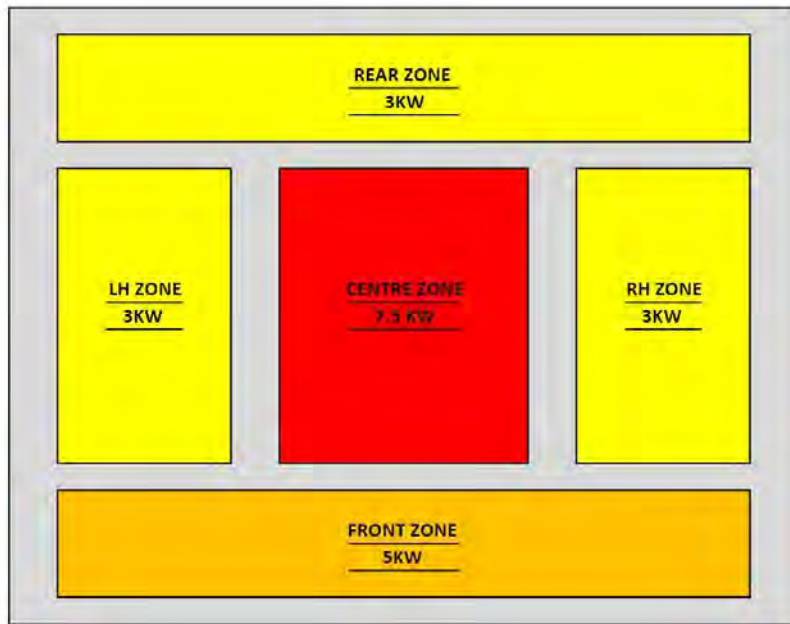 REAR ZONE
3KW
LH ZONE
3KW
CENTRE ZONE
7.5 KW
RH ZONE
3KW
FRONT ZONE
5KW